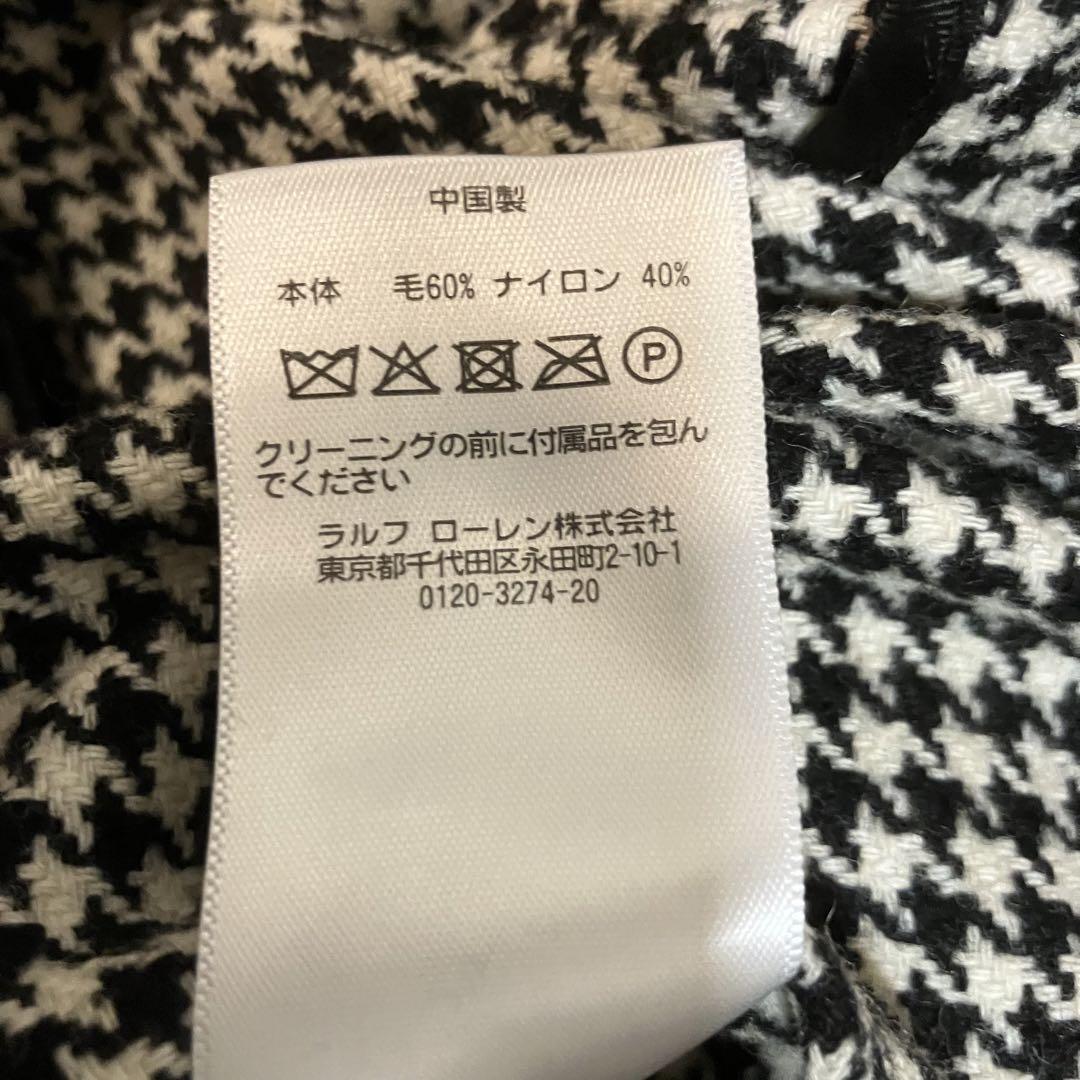 中国製
本体 毛60% ナイロン 40%
P
クリーニングの前に付属品を包ん
でください
ラルフ ローレン株式会社
東京都千代田区永田町2-10-1
0120-3274-20